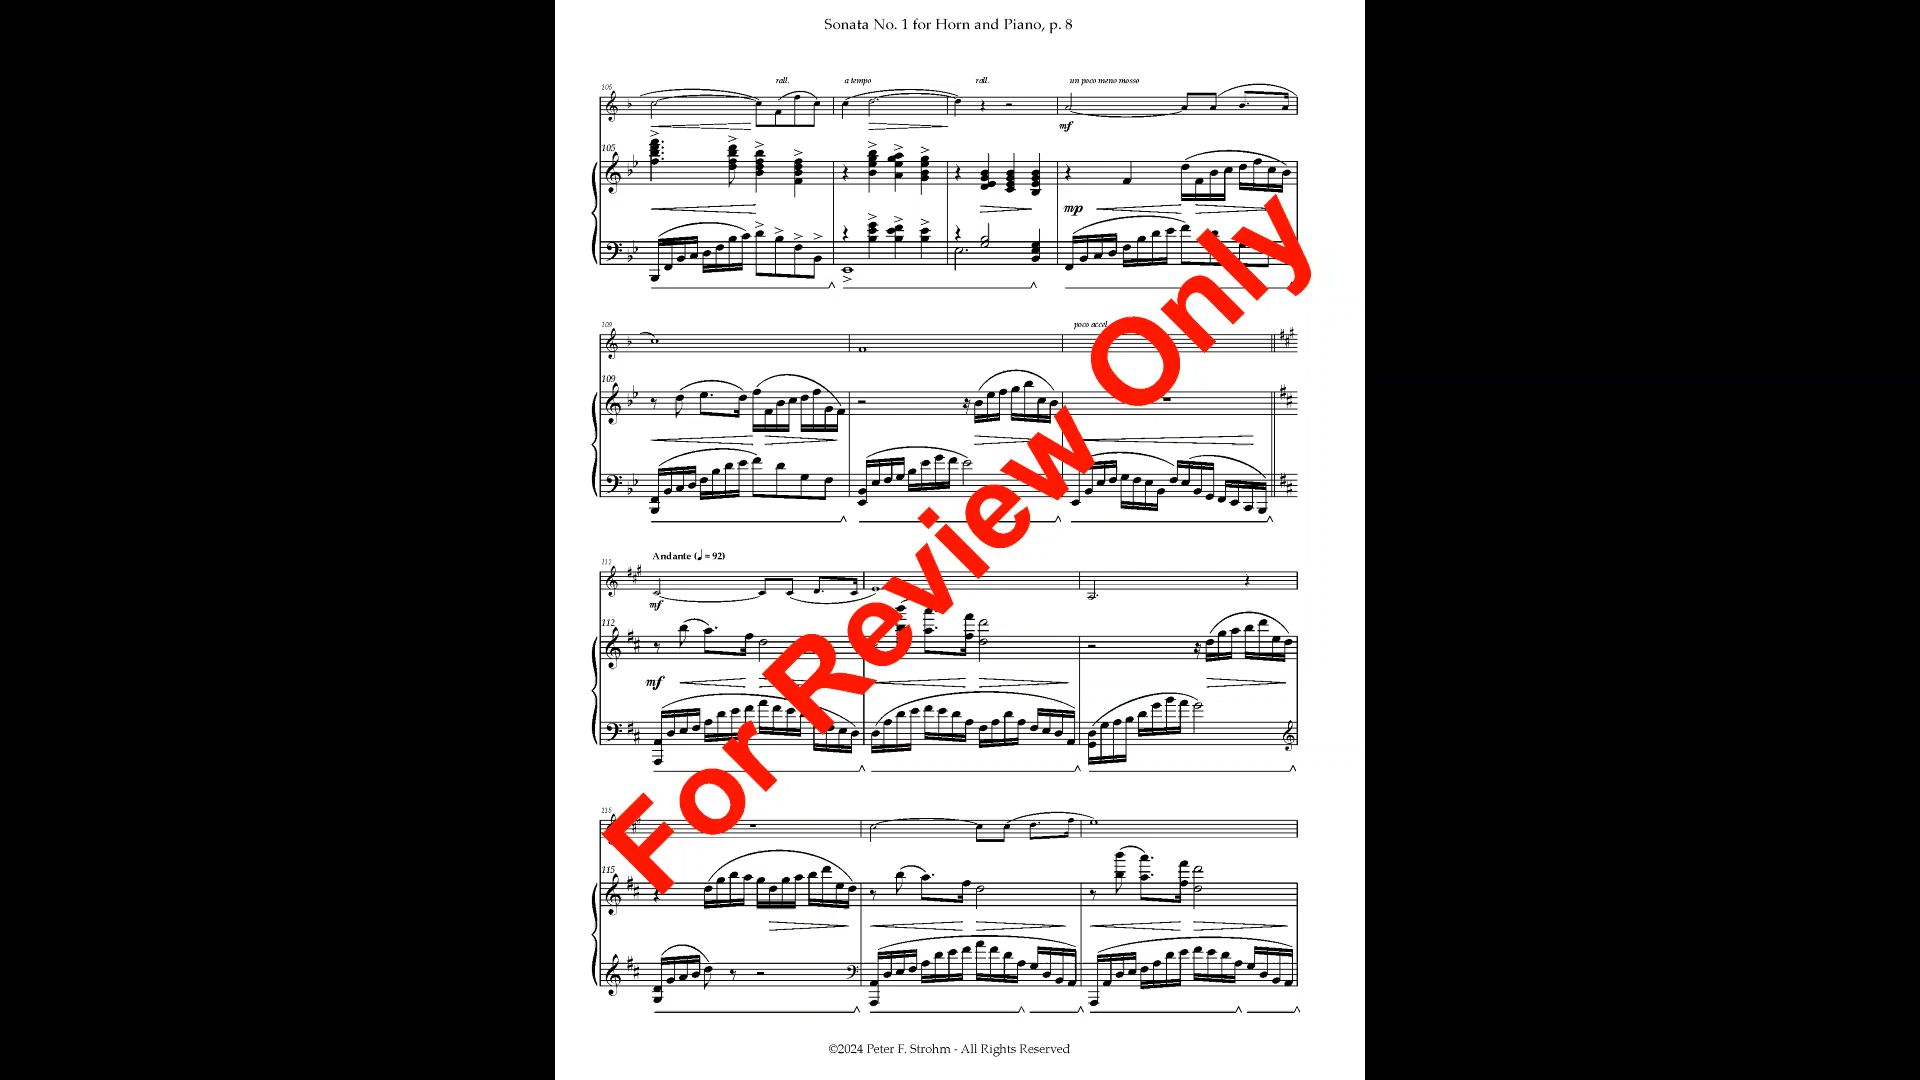 Sonata No. 1 for Horn and Piano, p. 8
rall.
a tempo
rall.
un poco meno mosso
105
mf
105
mp
109
poco accel.
109
Andante (♩ = 92)
112
mf
112
mf
115
115
For Review Only
©2024 Peter F. Strohm - All Rights Reserved